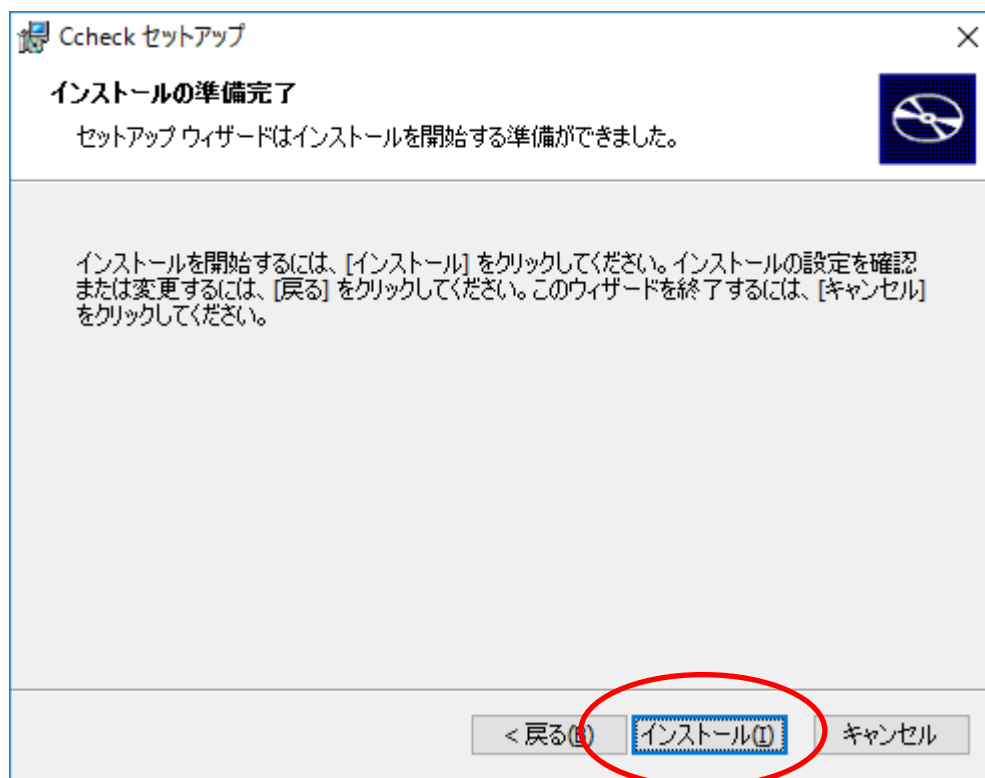 Ccheck セットアップ
インストールの準備完了
セットアップ ウィザードはインストールを開始する準備ができました。
インストールを開始するには、[インストール] をクリックしてください。インストールの設定を確認
または変更するには、[戻る] をクリックしてください。このウィザードを終了するには、[キャンセル]
をクリックしてください。
< 戻る(B) インストール(I) キャンセル